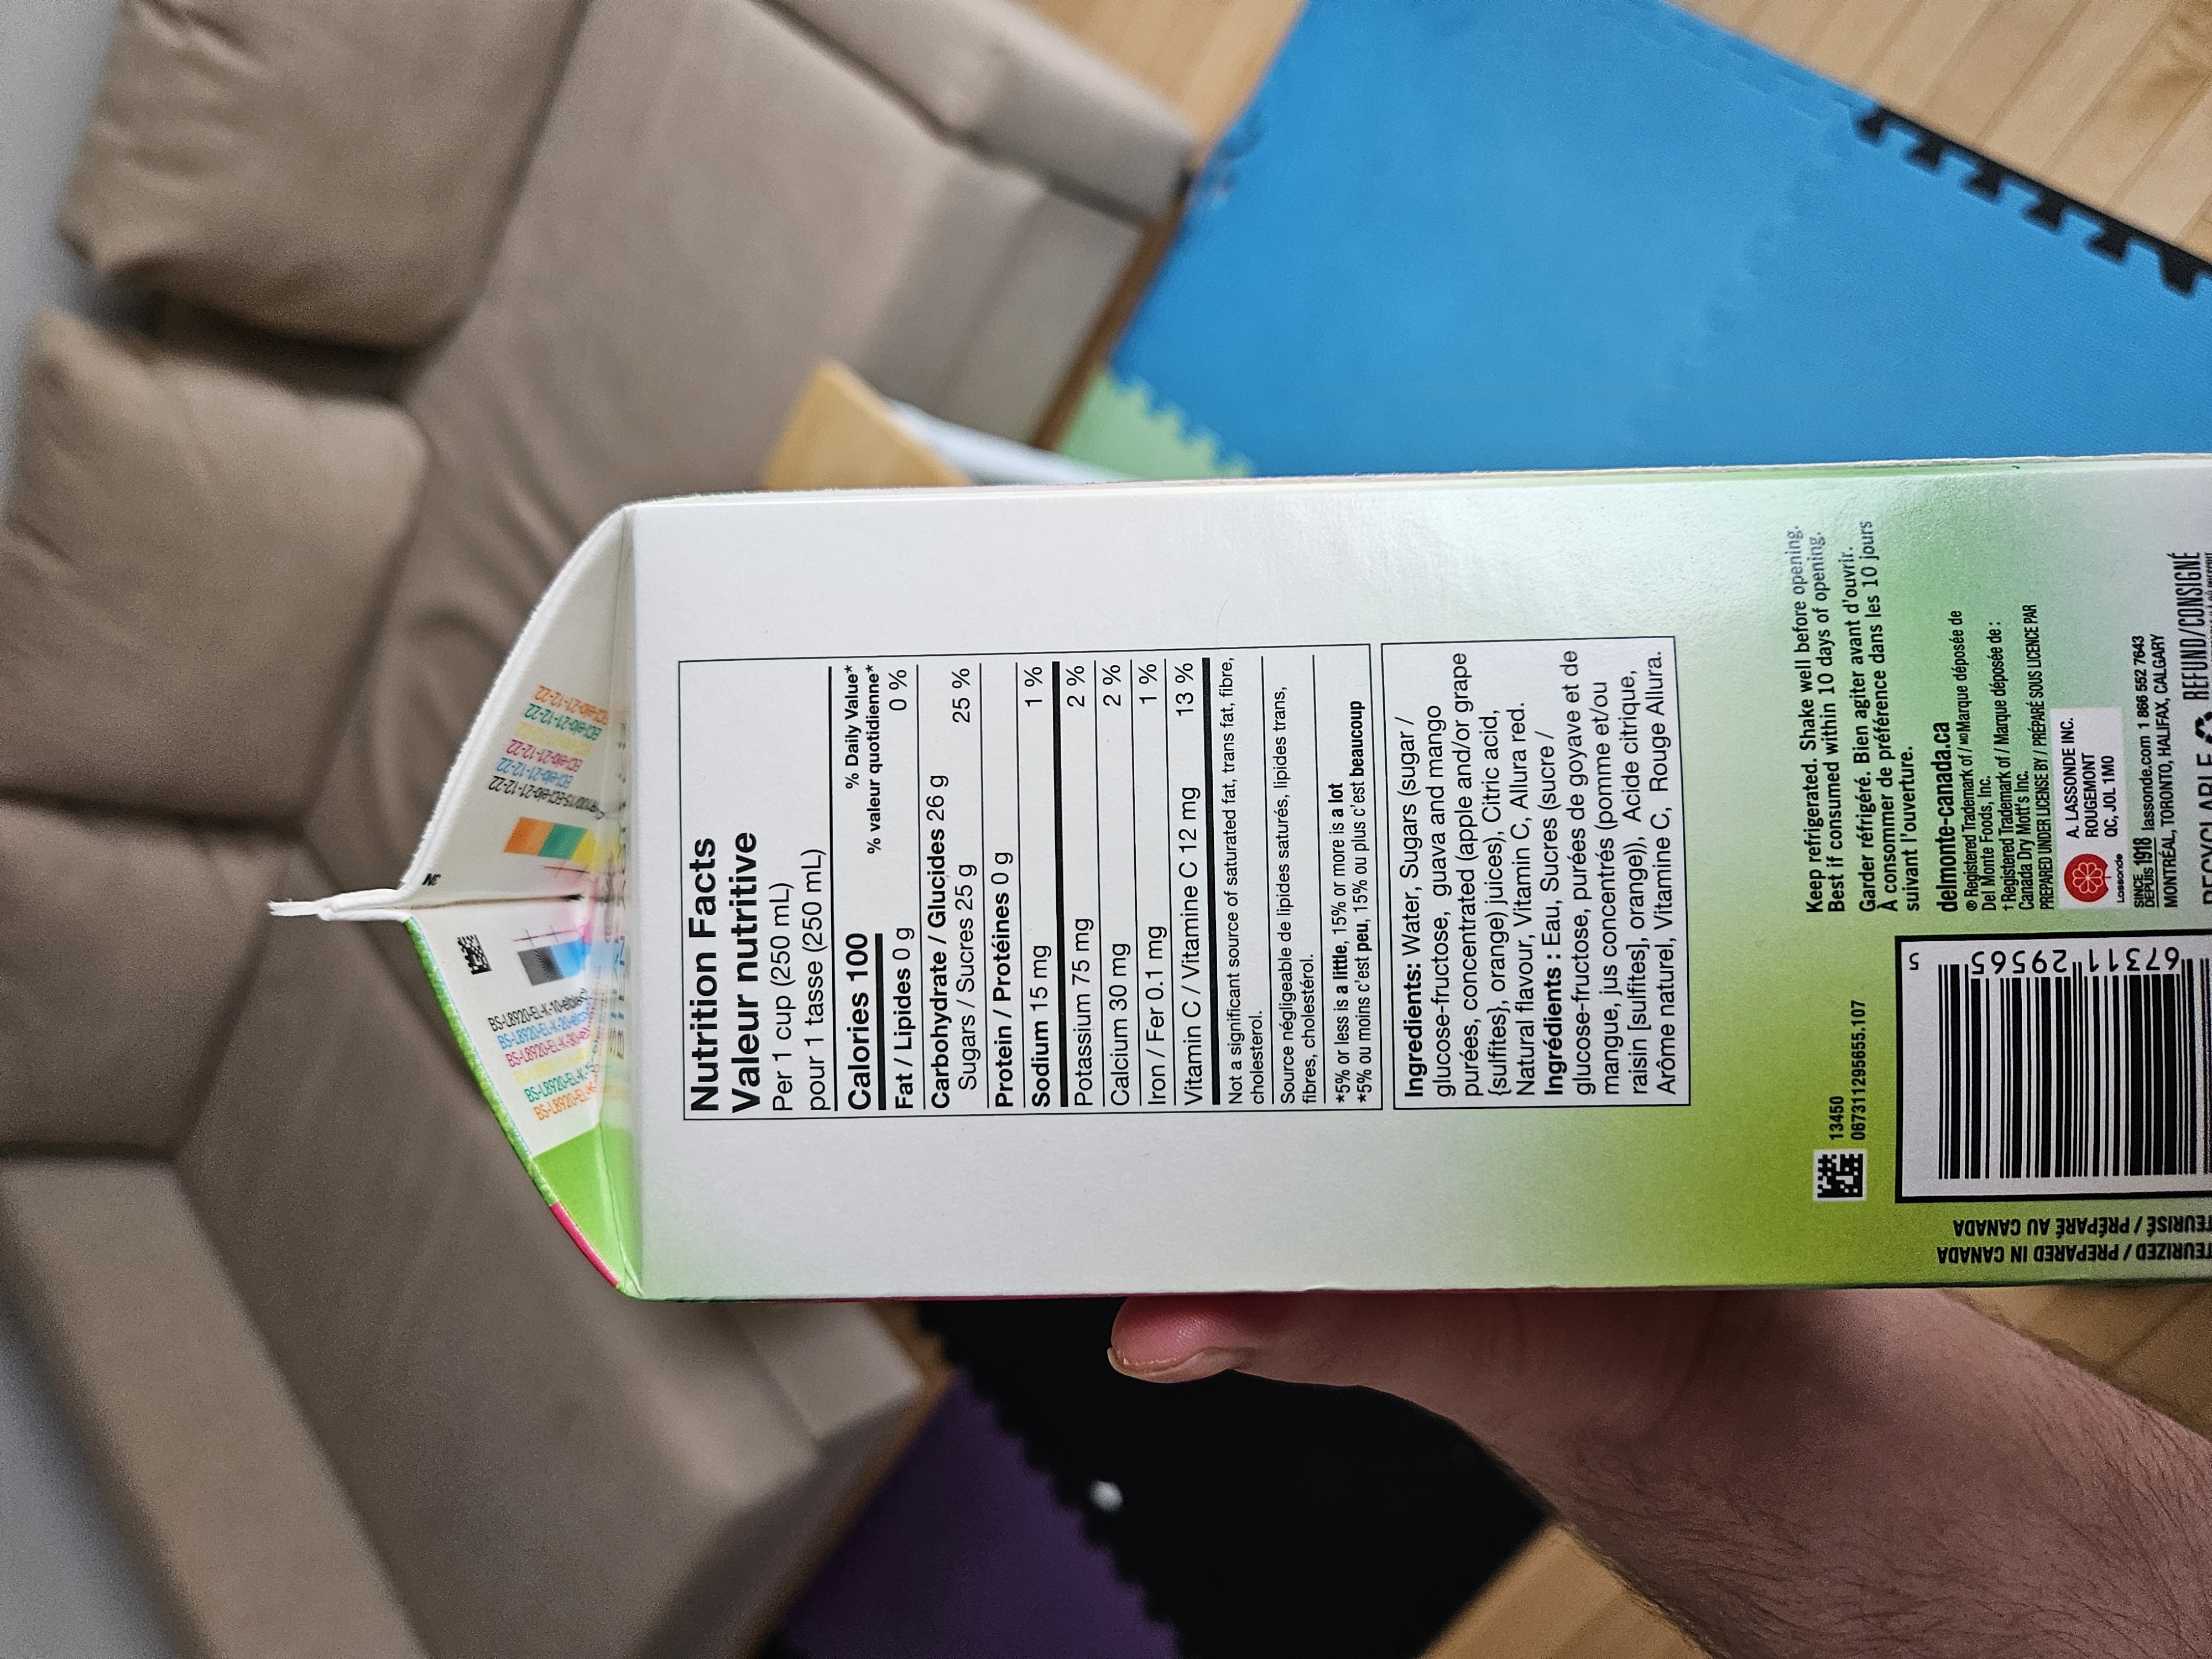 Nutrition Facts
Valeur nutritive
Per 1 cup (250 mL)
pour 1 tasse (250 mL)
Calories 100
% Daily Value*
% valeur quotidienne*
Fat / Lipides 0 g 0 %
Carbohydrate / Glucides 26 g
Sugars / Sucres 25 g 25 %
Protein / Protéines 0 g
Sodium 15 mg 1 %
Potassium 75 mg 2 %
Calcium 30 mg 2 %
Iron / Fer 0.1 mg 1 %
Vitamin C / Vitamine C 12 mg 13 %
Not a significant source of saturated fat, trans fat, fibre,
cholesterol.
Source négligeable de lipides saturés, lipides trans,
fibres, cholestérol.
*5% or less is a little, 15% or more is a lot
*5% ou moins c'est peu, 15% ou plus c'est beaucoup
Ingredients: Water, Sugars (sugar /
glucose-fructose, guava and mango
purées, concentrated (apple and/or grape
{sulfites}, orange) juices), Citric acid,
Natural flavour, Vitamin C, Allura red.
Ingrédients : Eau, Sucres (sucre /
glucose-fructose, purées de goyave et de
mangue, jus concentrés (pomme et/ou
raisin [sulfites], orange)), Acide citrique,
Arôme naturel, Vitamine C, Rouge Allura.
13450
067311295655.107
Keep refrigerated. Shake well before opening.
Best if consumed within 10 days of opening.
Garder réfrigéré. Bien agiter avant d'ouvrir.
À consommer de préférence dans les 10 jours
suivant l'ouverture.
delmonte-canada.ca
® Registered Trademark of / MD Marque déposée de
Del Monte Foods, Inc.
† Registered Trademark of / Marque déposée de :
Canada Dry Mott's Inc.
PREPARED UNDER LICENSE BY / PRÉPARÉ SOUS LICENCE PAR
Lassonde
A. LASSONDE INC.
ROUGEMONT
QC, J0L 1M0
SINCE
DEPUIS 1918 lassonde.com 1 866 552 7643
MONTRÉAL, TORONTO, HALIFAX, CALGARY
RECYCLABLE REFUND/CONSIGNÉ
TEURIZED / PREPARED IN CANADA
TEURISÉ / PRÉPARÉ AU CANADA
6 7311 29565 5